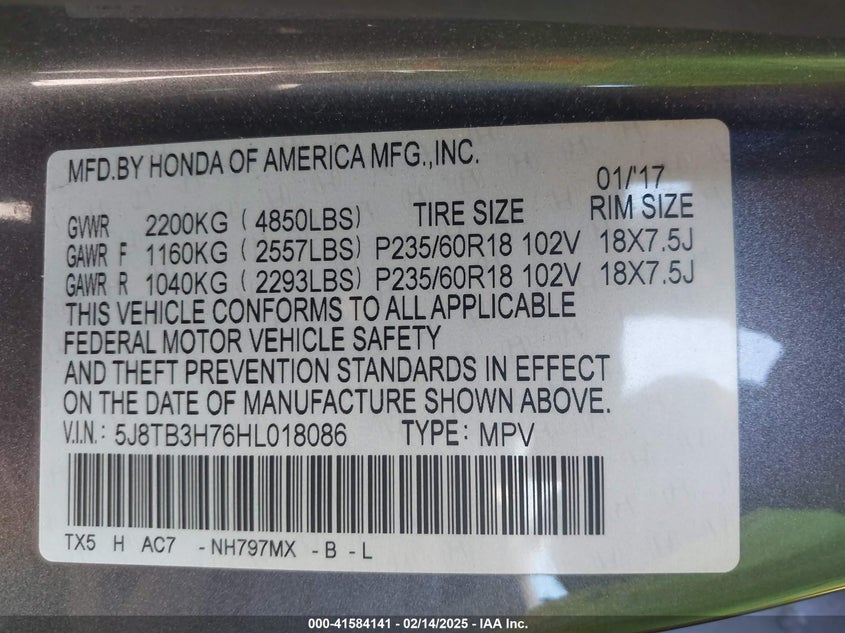 MFD.BY HONDA OF AMERICA MFG.,INC.
01/'17
GVWR 2200KG ( 4850LBS) TIRE SIZE RIM SIZE
GAWR F 1160KG ( 2557LBS) P235/60R18 102V 18X7.5J
GAWR R 1040KG ( 2293LBS) P235/60R18 102V 18X7.5J
THIS VEHICLE CONFORMS TO ALL APPLICABLE
FEDERAL MOTOR VEHICLE SAFETY
AND THEFT PREVENTION STANDARDS IN EFFECT
ON THE DATE OF MANUFACTURE SHOWN ABOVE.
V.I.N.: 5J8TB3H76HL018086 TYPE: MPV
TX5 H AC7 -NH797MX -B -L
000-41584141 - 02/14/2025 - IAA Inc.